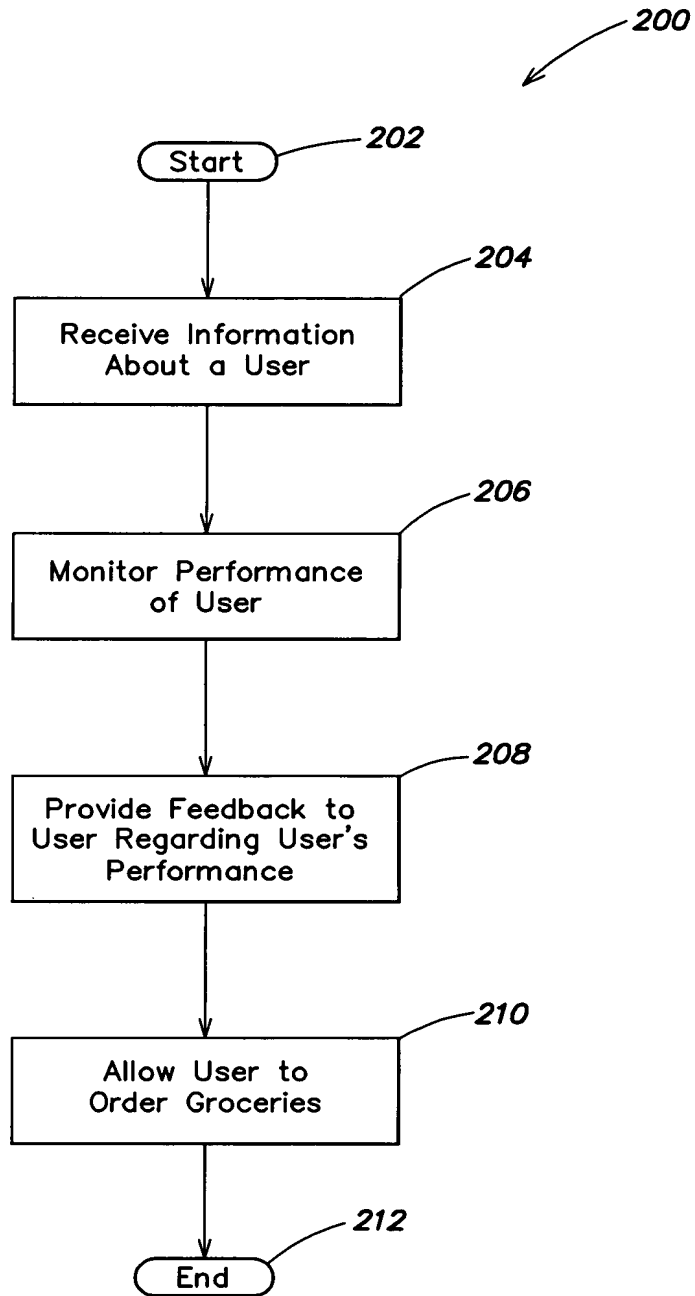 200
Start
202
204
Receive Information
About a User
206
Monitor Performance
of User
208
Provide Feedback to
User Regarding User's
Performance
210
Allow User to
Order Groceries
212
End